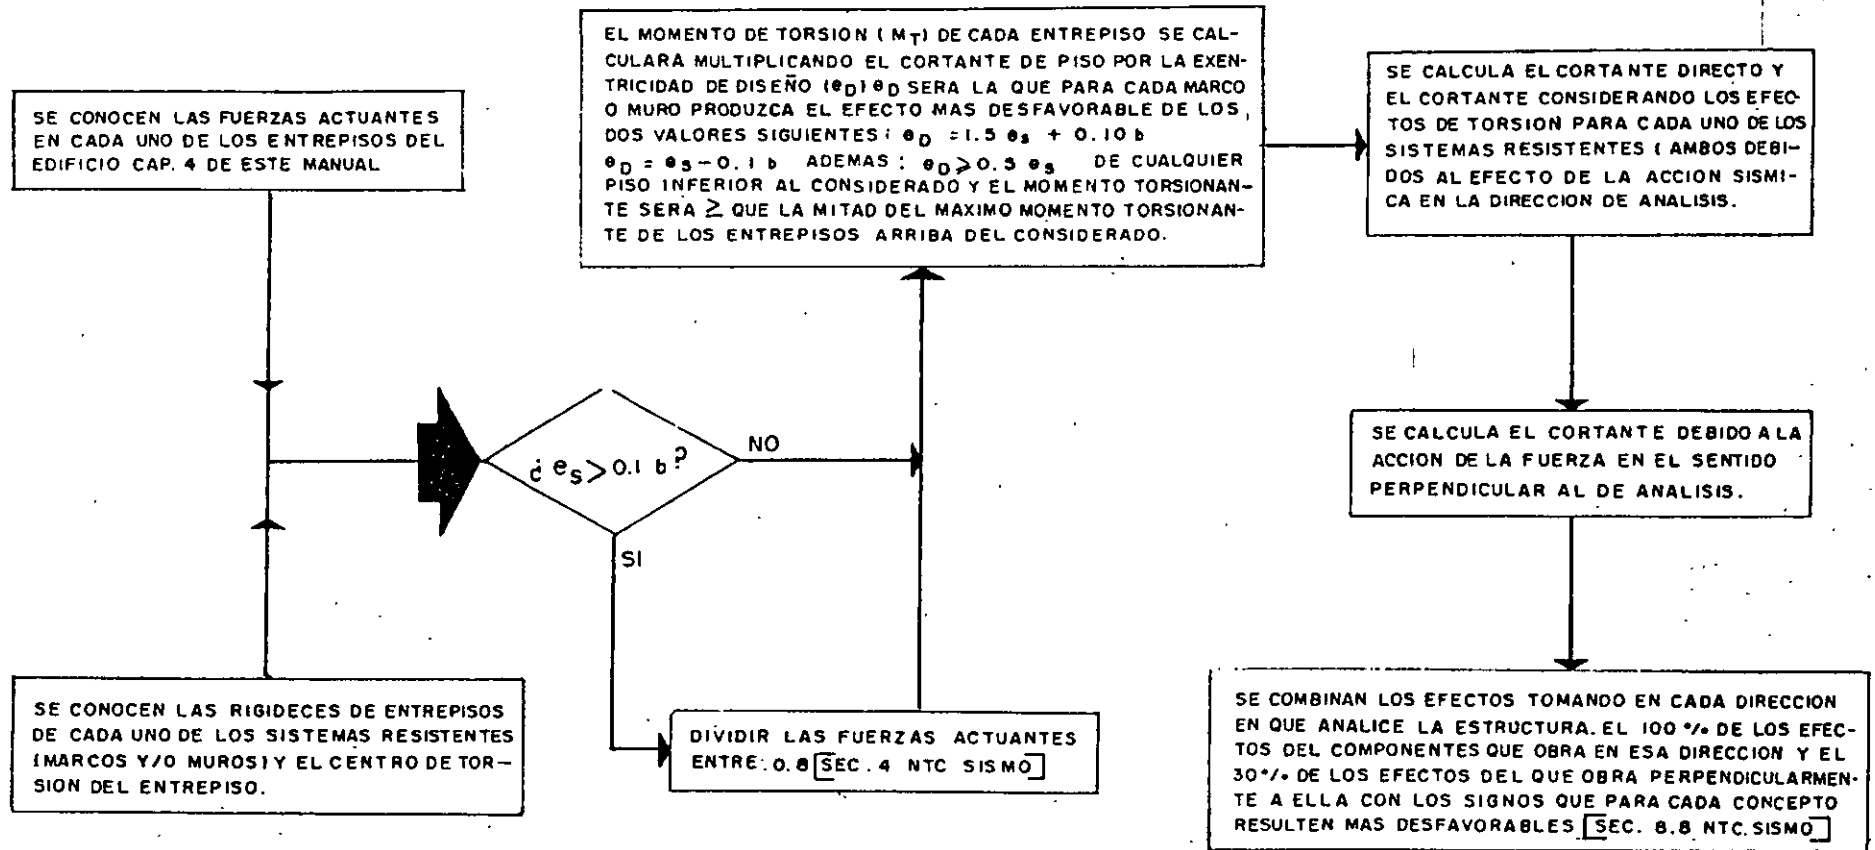 SE CONOCEN LAS FUERZAS ACTUANTES
EN CADA UNO DE LOS ENTREPISOS DEL
EDIFICIO CAP. 4 DE ESTE MANUAL
SE CONOCEN LAS RIGIDECES DE ENTREPISOS
DE CADA UNO DE LOS SISTEMAS RESISTENTES
(MARCOS Y/O MUROS) Y EL CENTRO DE TOR-
SION DEL ENTREPISO.
¿ es > 0.1 b ?
NO
SI
DIVIDIR LAS FUERZAS ACTUANTES
ENTRE: 0.8 [SEC. 4 NTC SISMO]
EL MOMENTO DE TORSION (MT) DE CADA ENTREPISO SE CAL-
CULARA MULTIPLICANDO EL CORTANTE DE PISO POR LA EXEN-
TRICIDAD DE DISEÑO (eD) eD SERA LA QUE PARA CADA MARCO
O MURO PRODUZCA EL EFECTO MAS DESFAVORABLE DE LOS,
DOS VALORES SIGUIENTES: eD = 1.5 es + 0.10 b
eD = es - 0.1 b ADEMAS: eD > 0.5 es DE CUALQUIER
PISO INFERIOR AL CONSIDERADO Y EL MOMENTO TORSIONAN-
TE SERA ≥ QUE LA MITAD DEL MAXIMO MOMENTO TORSIONAN-
TE DE LOS ENTREPISOS ARRIBA DEL CONSIDERADO.
SE CALCULA EL CORTANTE DIRECTO Y
EL CORTANTE CONSIDERANDO LOS EFEC-
TOS DE TORSION PARA CADA UNO DE LOS
SISTEMAS RESISTENTES ( AMBOS DEBI-
DOS AL EFECTO DE LA ACCION SISMI-
CA EN LA DIRECCION DE ANALISIS.
SE CALCULA EL CORTANTE DEBIDO A LA
ACCION DE LA FUERZA EN EL SENTIDO
PERPENDICULAR AL DE ANALISIS.
SE COMBINAN LOS EFECTOS TOMANDO EN CADA DIRECCION
EN QUE ANALICE LA ESTRUCTURA. EL 100 % DE LOS EFEC-
TOS DEL COMPONENTES QUE OBRA EN ESA DIRECCION Y EL
30 % DE LOS EFECTOS DEL QUE OBRA PERPENDICULARMEN-
TE A ELLA CON LOS SIGNOS QUE PARA CADA CONCEPTO
RESULTEN MAS DESFAVORABLES [SEC. 8.8 NTC. SISMO]